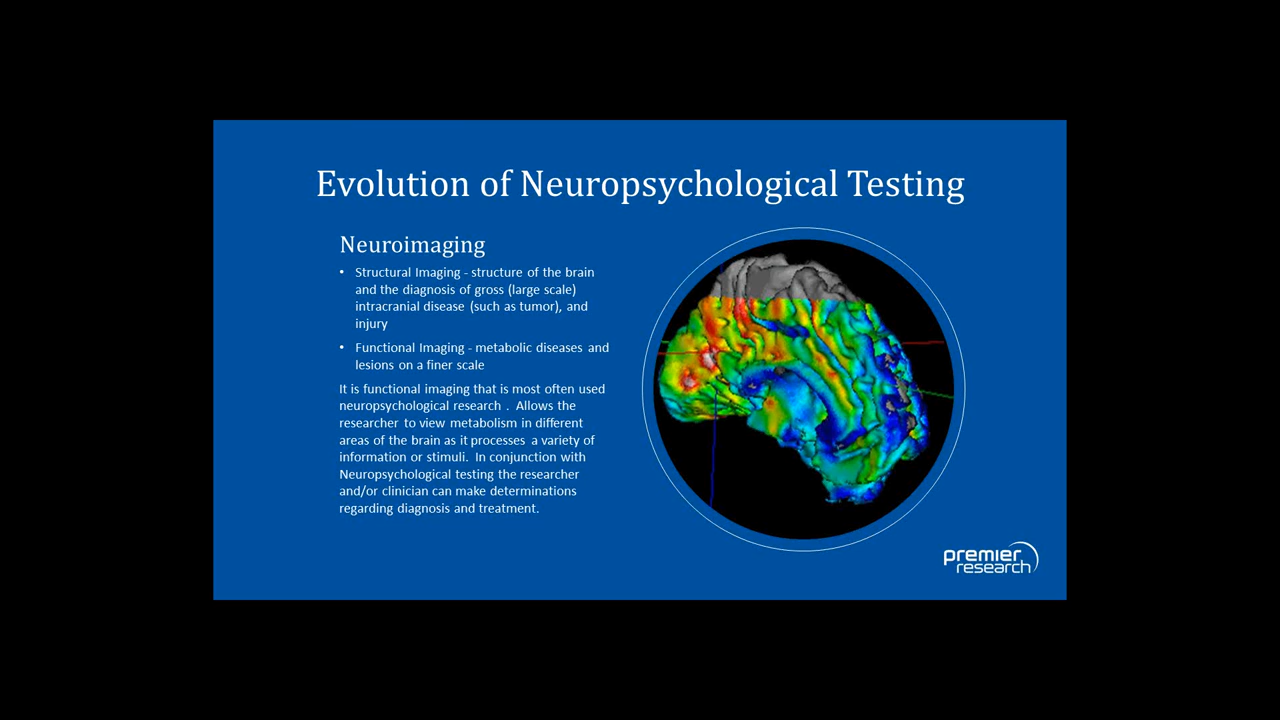 Evolution of Neuropsychological Testing
Neuroimaging
• Structural Imaging - structure of the brain
and the diagnosis of gross (large scale)
intracranial disease (such as tumor), and
injury
• Functional Imaging - metabolic diseases and
lesions on a finer scale
It is functional imaging that is most often used
neuropsychological research . Allows the
researcher to view metabolism in different
areas of the brain as it processes a variety of
information or stimuli. In conjunction with
Neuropsychological testing the researcher
and/or clinician can make determinations
regarding diagnosis and treatment.
premier
research